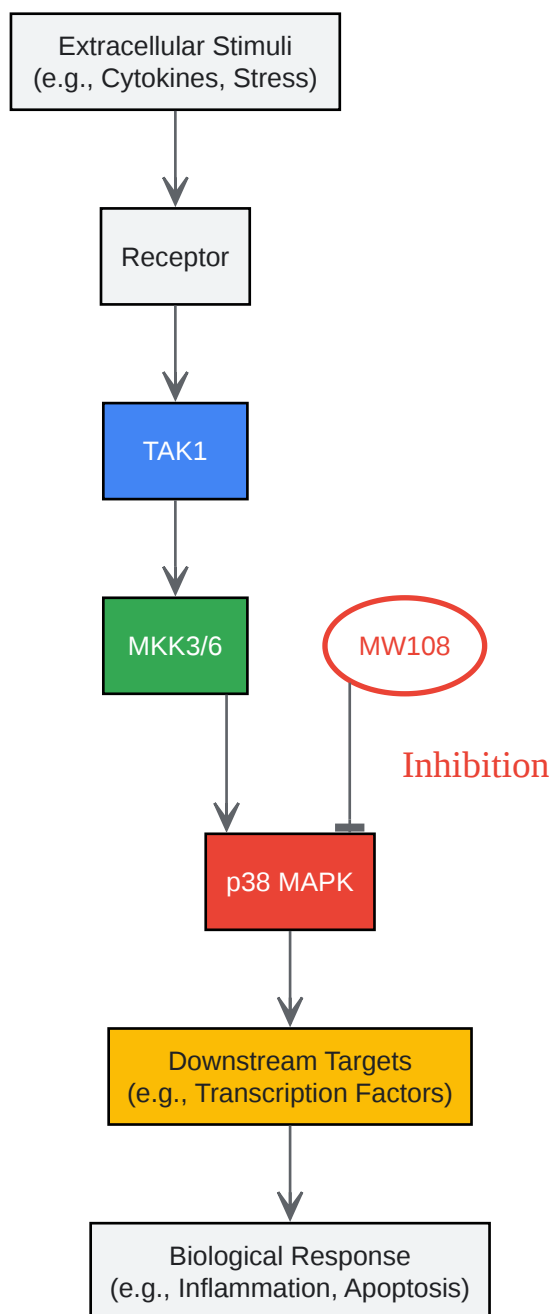 Extracellular Stimuli
(e.g., Cytokines, Stress)
Receptor
TAK1
MKK3/6
MW108
Inhibition
p38 MAPK
Downstream Targets
(e.g., Transcription Factors)
Biological Response
(e.g., Inflammation, Apoptosis)